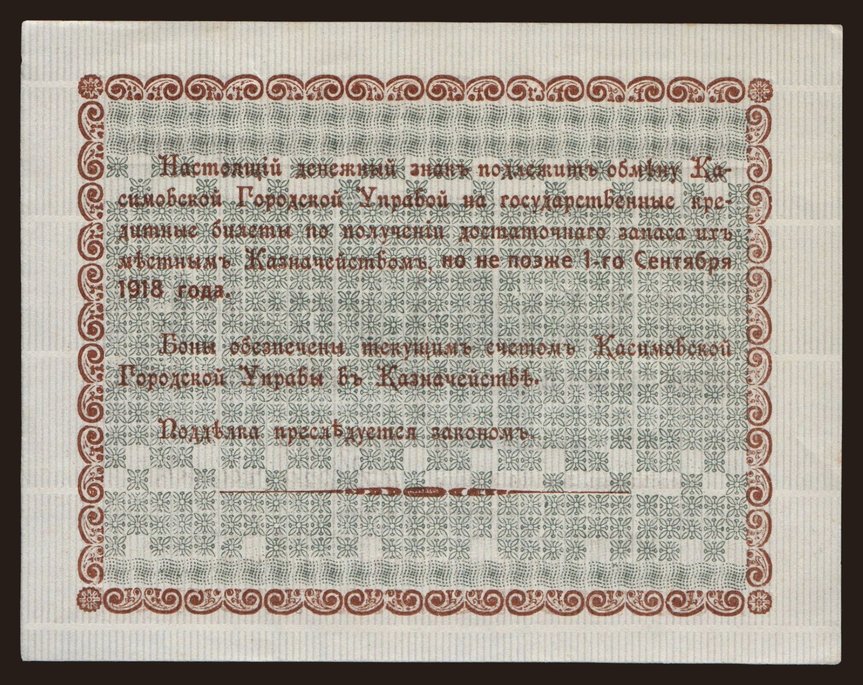 Настоящій денежный знакъ подлежитъ обмѣну Ка-
симовской Городской Управой на государственные кре-
дитные билеты по полученіи достаточнаго запаса ихъ
мѣстнымъ Казначействомъ, но не позже 1-го Сентября
1918 года.
Боны обезпечены текущимъ счетомъ Касимовской
Городской Управы въ Казначействѣ.
Поддѣлка преслѣдуется закономъ.